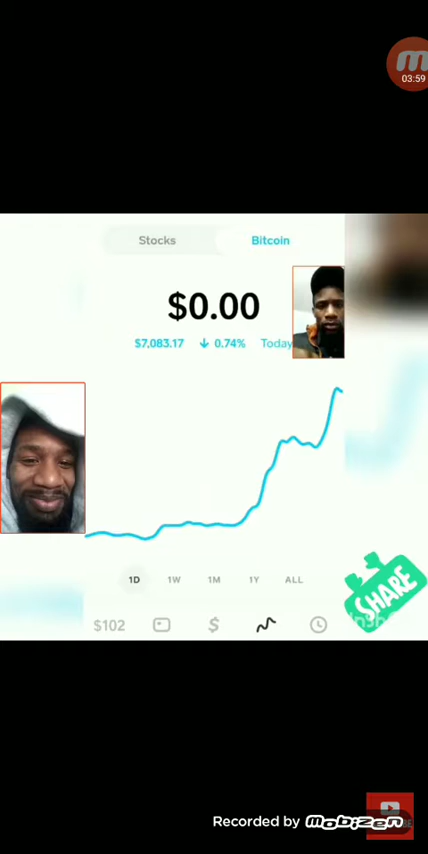 03:59
Stocks
Bitcoin
$0.00
$7,083.17 ↓ 0.74% Today
1D 1W 1M 1Y ALL
$102 $
SHARE
Recorded by mobizen